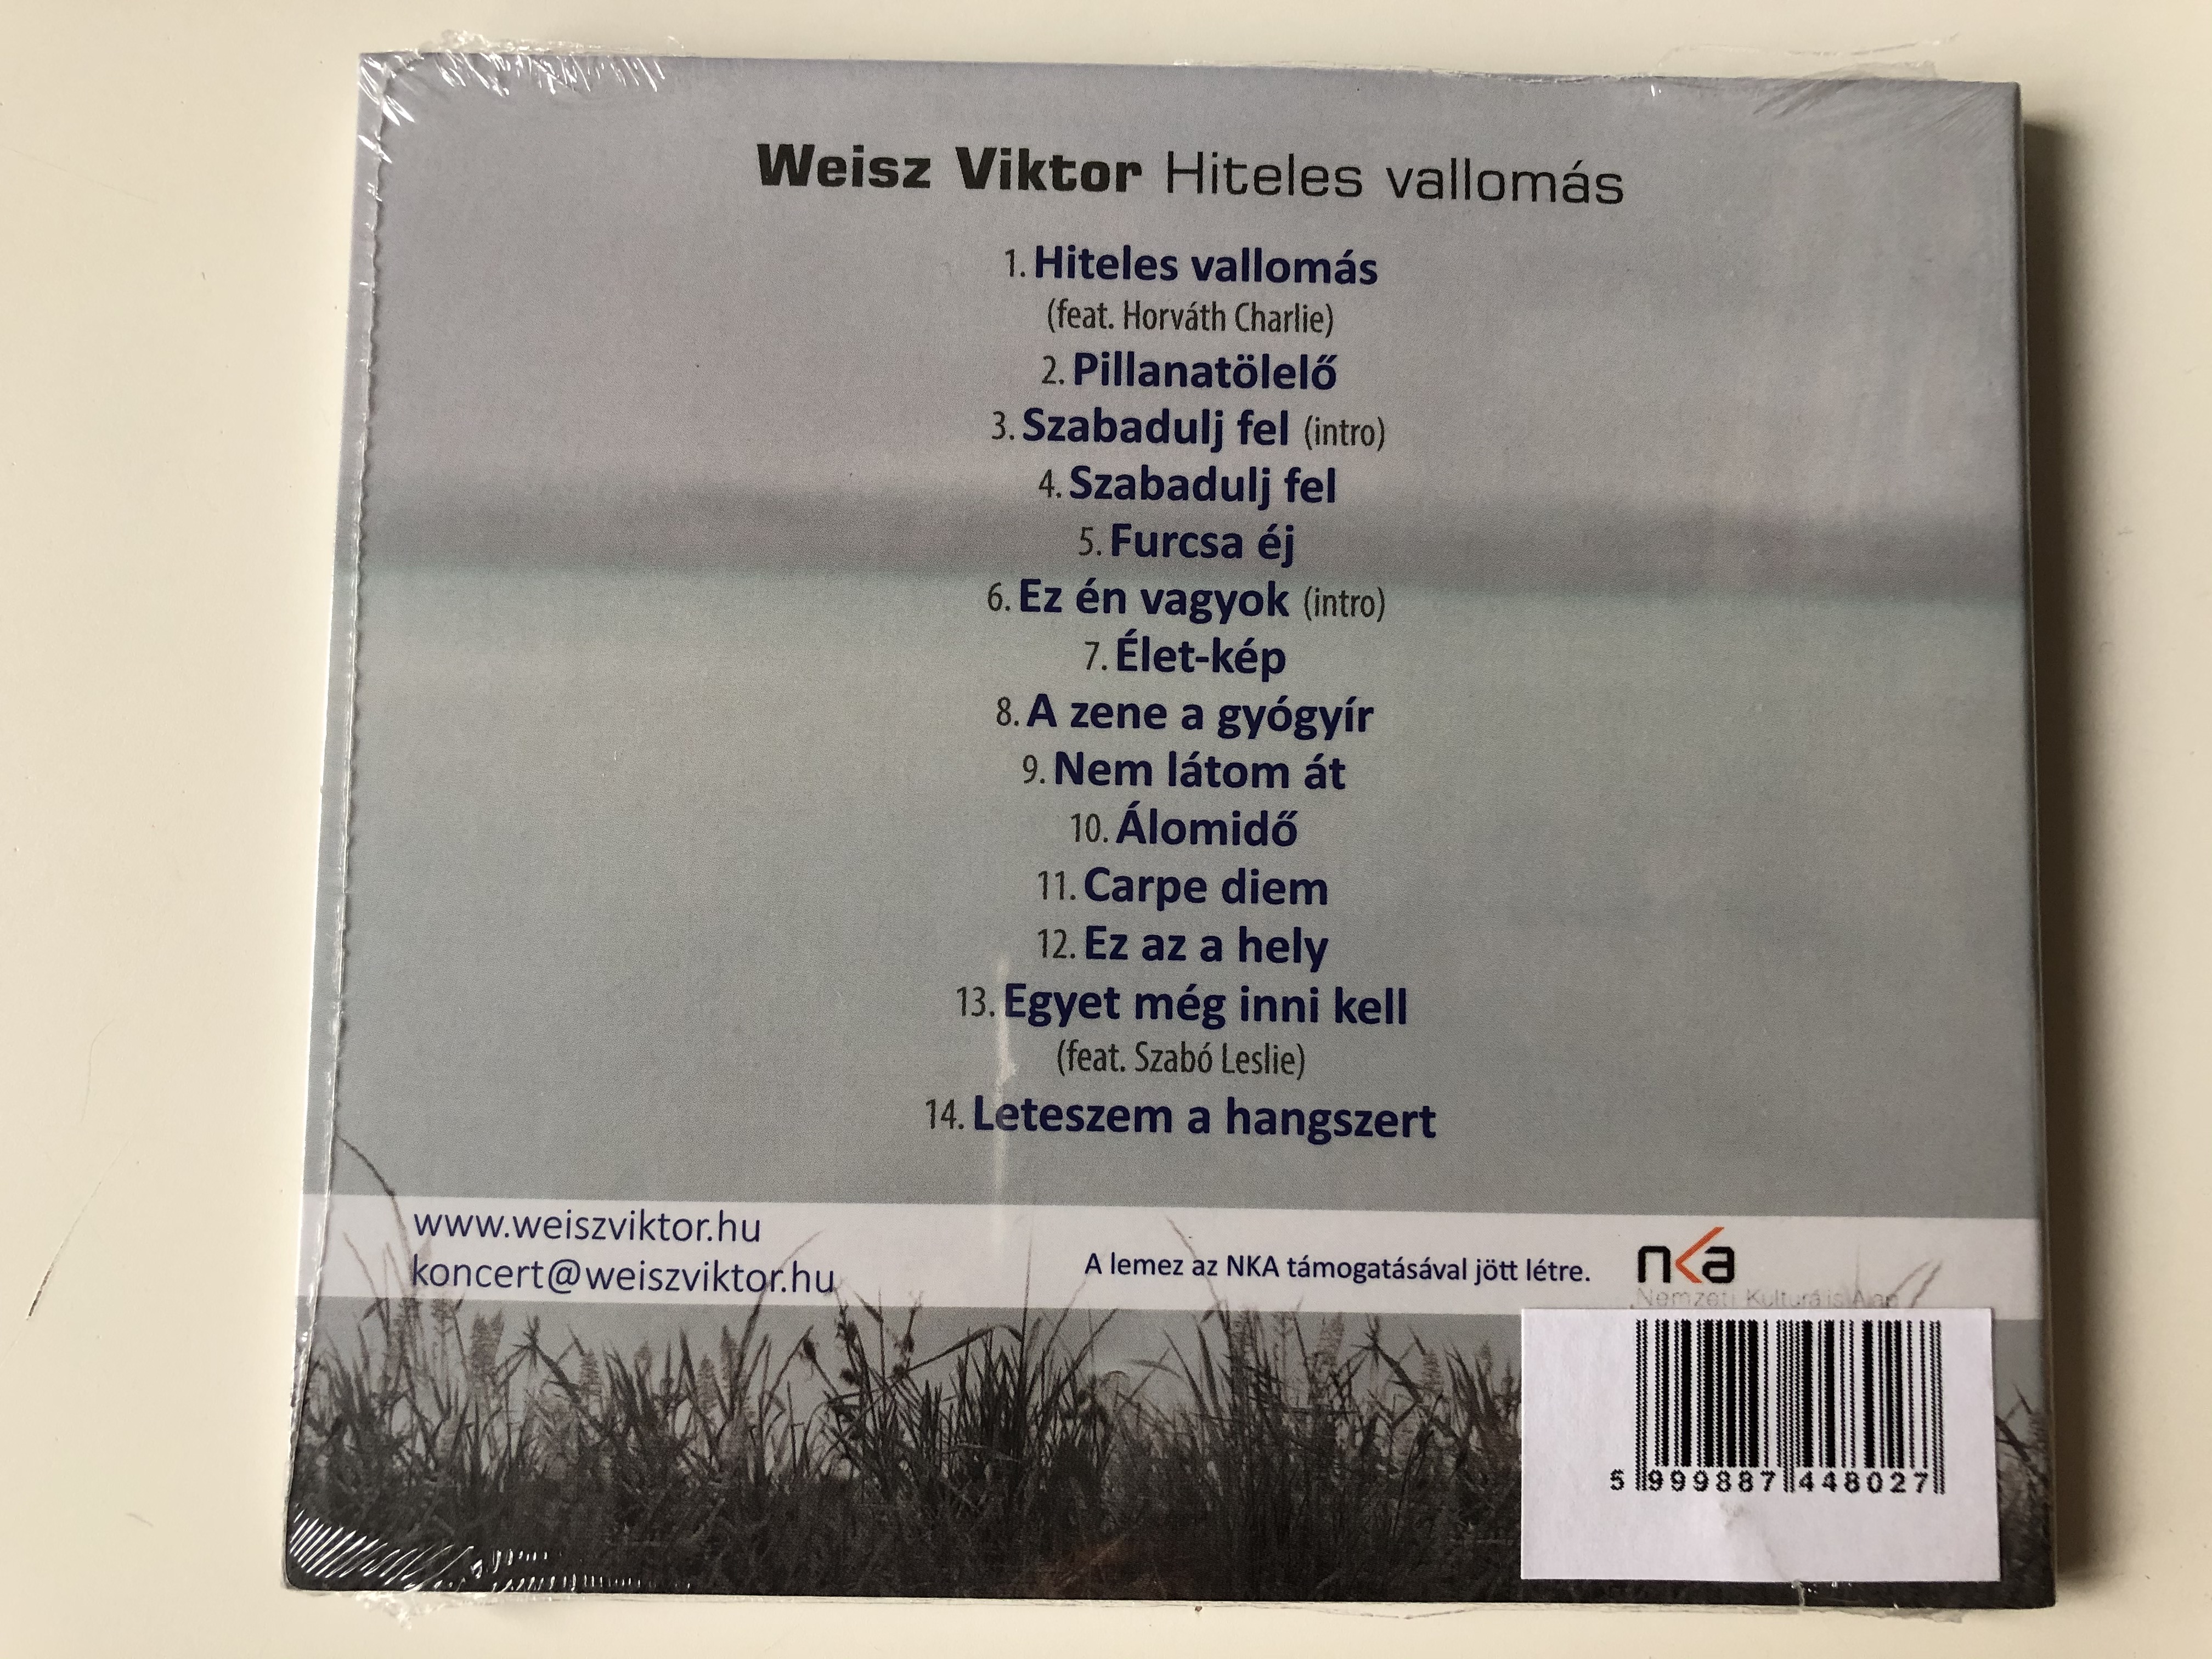 Weisz Viktor Hiteles vallomás
1. Hiteles vallomás
(feat. Horváth Charlie)
2. Pillanatölelő
3. Szabadulj fel (intro)
4. Szabadulj fel
5. Furcsa éj
6. Ez én vagyok (intro)
7. Élet-kép
8. A zene a gyógyír
9. Nem látom át
10. Álomidő
11. Carpe diem
12. Ez az a hely
13. Egyet még inni kell
(feat. Szabó Leslie)
14. Leteszem a hangszert
www.weiszviktor.hu
koncert@weiszviktor.hu
A lemez az NKA támogatásával jött létre.
nka
Nemzeti Kulturális Alap
5 999887 448027